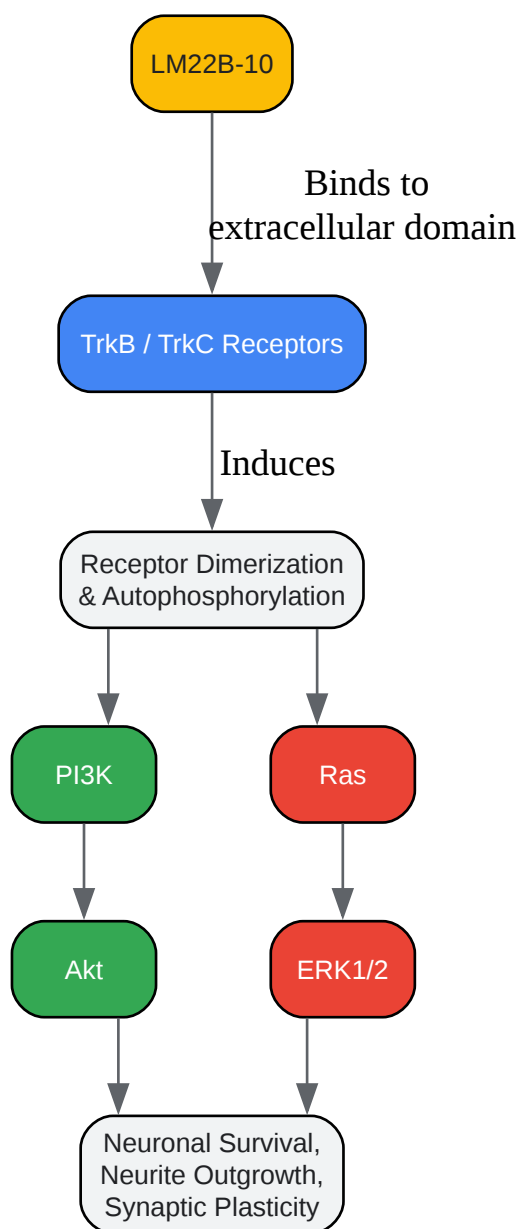 LM22B-10
Binds to
extracellular domain
TrkB / TrkC Receptors
Induces
Receptor Dimerization
& Autophosphorylation
PI3K
Ras
Akt
ERK1/2
Neuronal Survival,
Neurite Outgrowth,
Synaptic Plasticity